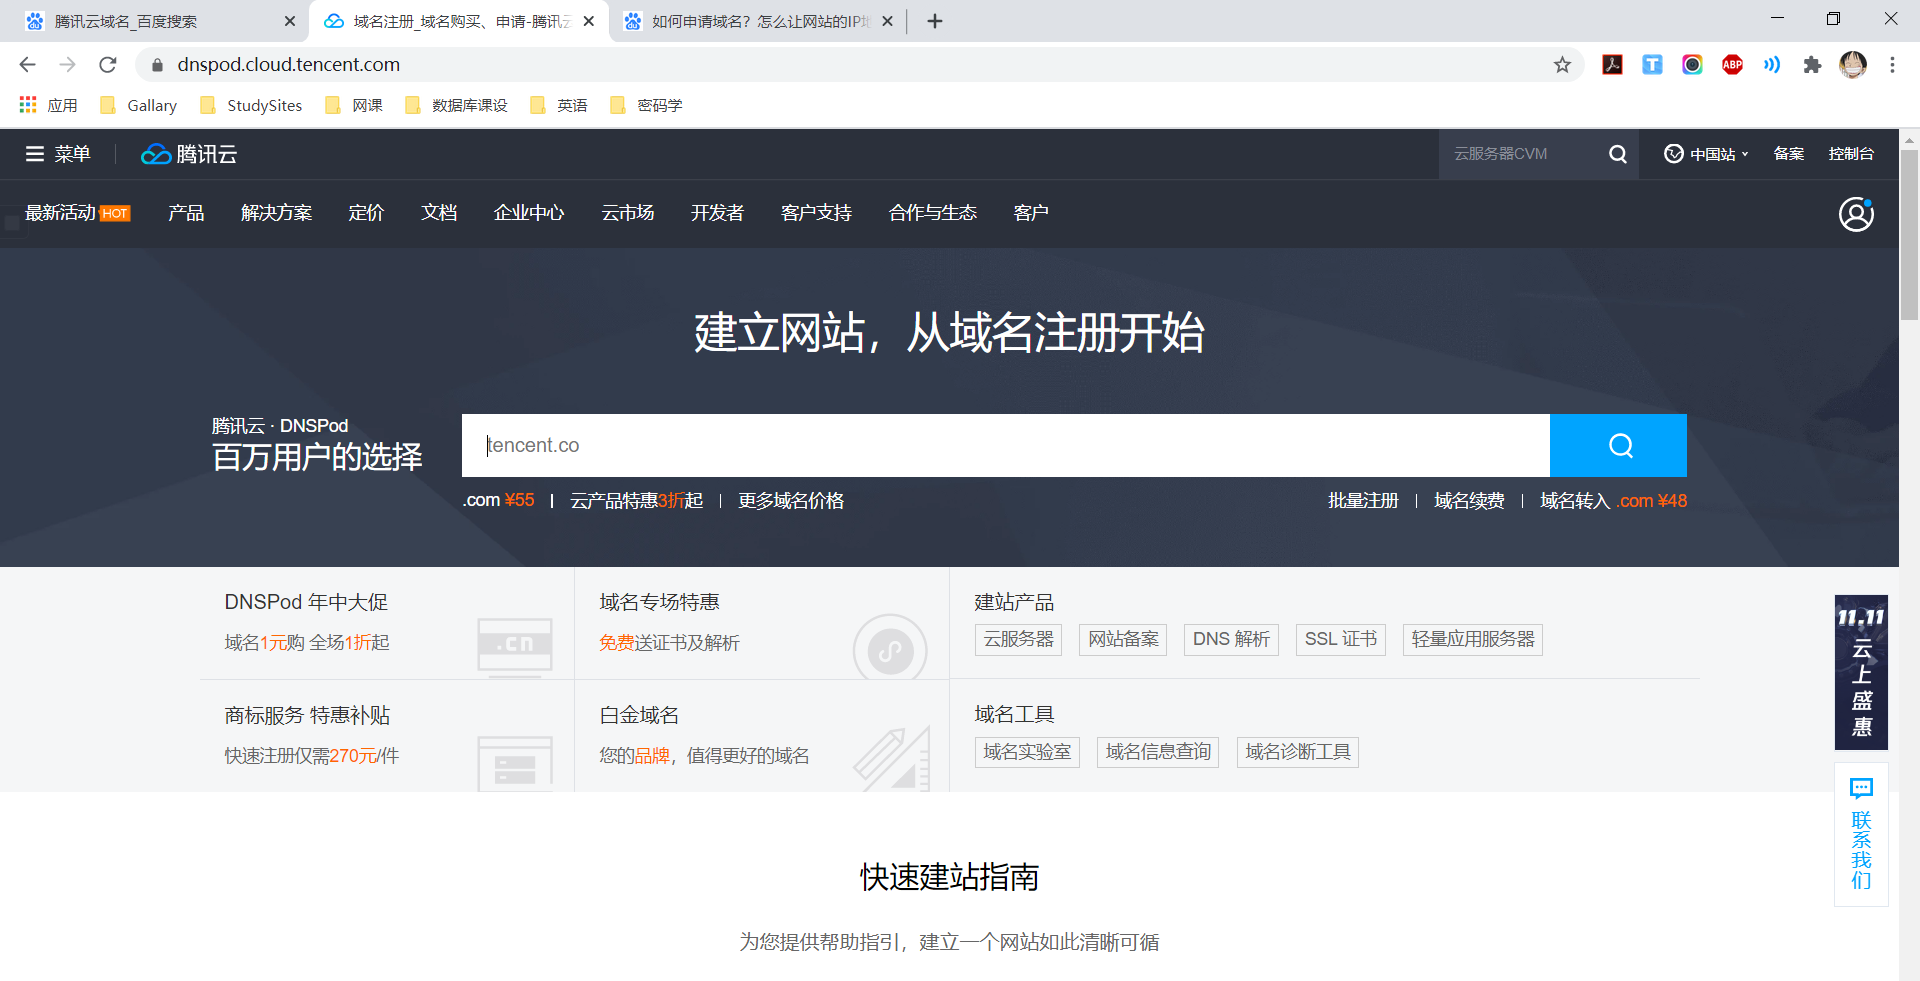 腾讯云域名_百度搜索
域名注册_域名购买、申请-腾讯云
如何申请域名？怎么让网站的IP地
dnspod.cloud.tencent.com
应用 Gallary StudySites 网课 数据库课设 英语 密码学
菜单 腾讯云 云服务器CVM 中国站 备案 控制台
最新活动 HOT 产品 解决方案 定价 文档 企业中心 云市场 开发者 客户支持 合作与生态 客户
建立网站，从域名注册开始
腾讯云 · DNSPod
百万用户的选择
tencent.co
.com ¥55 云产品特惠3折起 更多域名价格 批量注册 域名续费 域名转入 .com ¥48
DNSPod 年中大促
域名1元购 全场1折起
.cn
域名专场特惠
免费送证书及解析
建站产品
云服务器 网站备案 DNS 解析 SSL 证书 轻量应用服务器
商标服务 特惠补贴
快速注册仅需270元/件
白金域名
您的品牌，值得更好的域名
域名工具
域名实验室 域名信息查询 域名诊断工具
11.11
云上盛惠
联系我们
快速建站指南
为您提供帮助指引，建立一个网站如此清晰可循
ABP